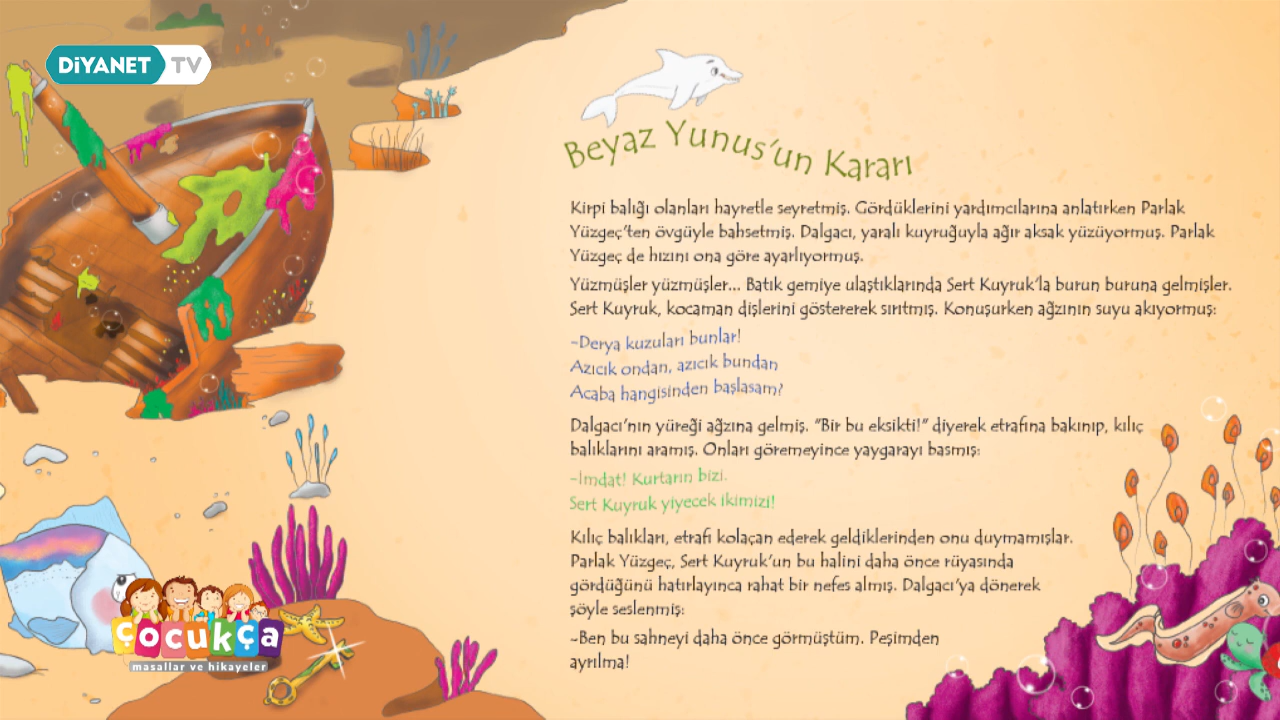 DiYANET TV
Beyaz Yunus'un Kararı
Kirpi balığı olanları hayretle seyretmiş. Gördüklerini yardımcılarına anlatırken Parlak
Yüzgeç'ten övgüyle bahsetmiş. Dalgacı, yaralı kuyruğuyla ağır aksak yüzüyormuş. Parlak
Yüzgeç de hızını ona göre ayarlıyormuş.
Yüzmüşler yüzmüşler... Batık gemiye ulaştıklarında Sert Kuyruk'la burun buruna gelmişler.
Sert Kuyruk, kocaman dişlerini göstererek sırıtmış. Konuşurken ağzının suyu akıyormuş:
-Derya kuzuları bunlar!
Azıcık ondan, azıcık bundan
Acaba hangisinden başlasam?
Dalgacı'nın yüreği ağzına gelmiş. "Bir bu eksikti!" diyerek etrafına bakınıp, kılıç
balıklarını aramış. Onları göremeyince yaygarayı basmış:
-İmdat! Kurtarın bizi.
Sert Kuyruk yiyecek ikimizi!
Kılıç balıkları, etrafı kolaçan ederek geldiklerinden onu duymamışlar.
Parlak Yüzgeç, Sert Kuyruk'un bu halini daha önce rüyasında
gördüğünü hatırlayınca rahat bir nefes almış. Dalgacı'ya dönerek
şöyle seslenmiş:
-Ben bu sahneyi daha önce görmüştüm. Peşimden
ayrılma!
çocukça
masallar ve hikayeler